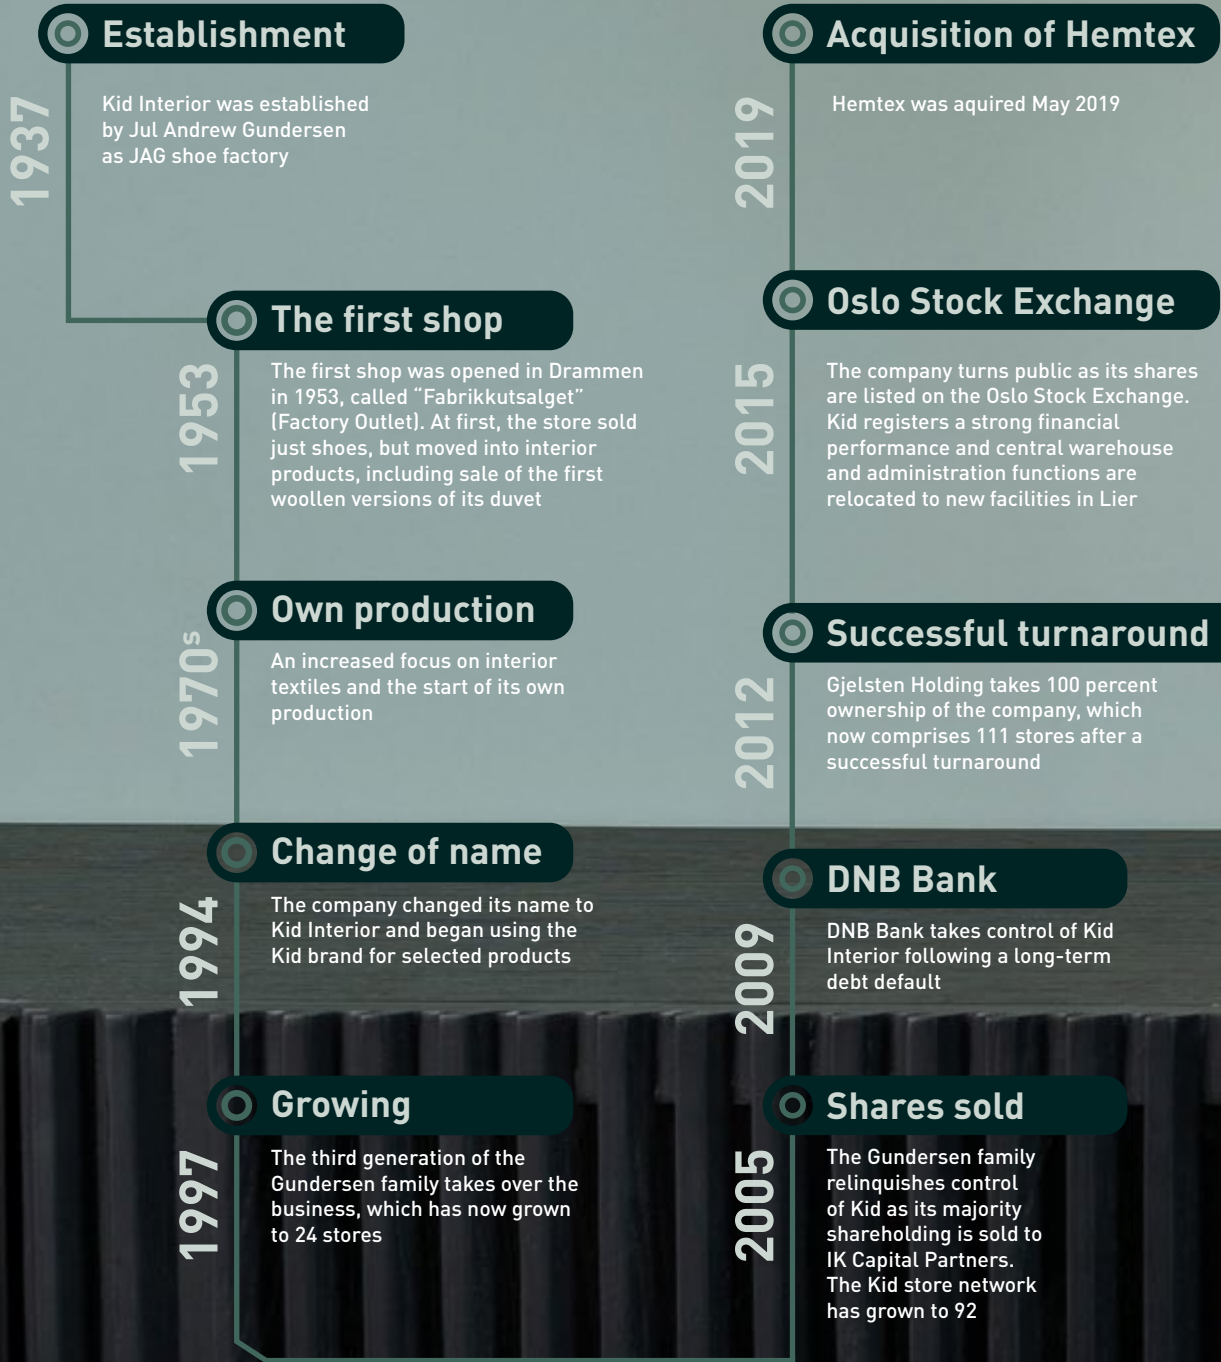 Establishment
1937
Kid Interior was established
by Jul Andrew Gundersen
as JAG shoe factory
The first shop
1953
The first shop was opened in Drammen
in 1953, called “Fabrikkutsalget”
(Factory Outlet). At first, the store sold
just shoes, but moved into interior
products, including sale of the first
woollen versions of its duvet
Own production
1970s
An increased focus on interior
textiles and the start of its own
production
Change of name
1994
The company changed its name to
Kid Interior and began using the
Kid brand for selected products
Growing
1997
The third generation of the
Gundersen family takes over the
business, which has now grown
to 24 stores
Acquisition of Hemtex
2019
Hemtex was aquired May 2019
Oslo Stock Exchange
2015
The company turns public as its shares
are listed on the Oslo Stock Exchange.
Kid registers a strong financial
performance and central warehouse
and administration functions are
relocated to new facilities in Lier
Successful turnaround
2012
Gjelsten Holding takes 100 percent
ownership of the company, which
now comprises 111 stores after a
successful turnaround
DNB Bank
2009
DNB Bank takes control of Kid
Interior following a long-term
debt default
Shares sold
2005
The Gundersen family
relinquishes control
of Kid as its majority
shareholding is sold to
IK Capital Partners.
The Kid store network
has grown to 92